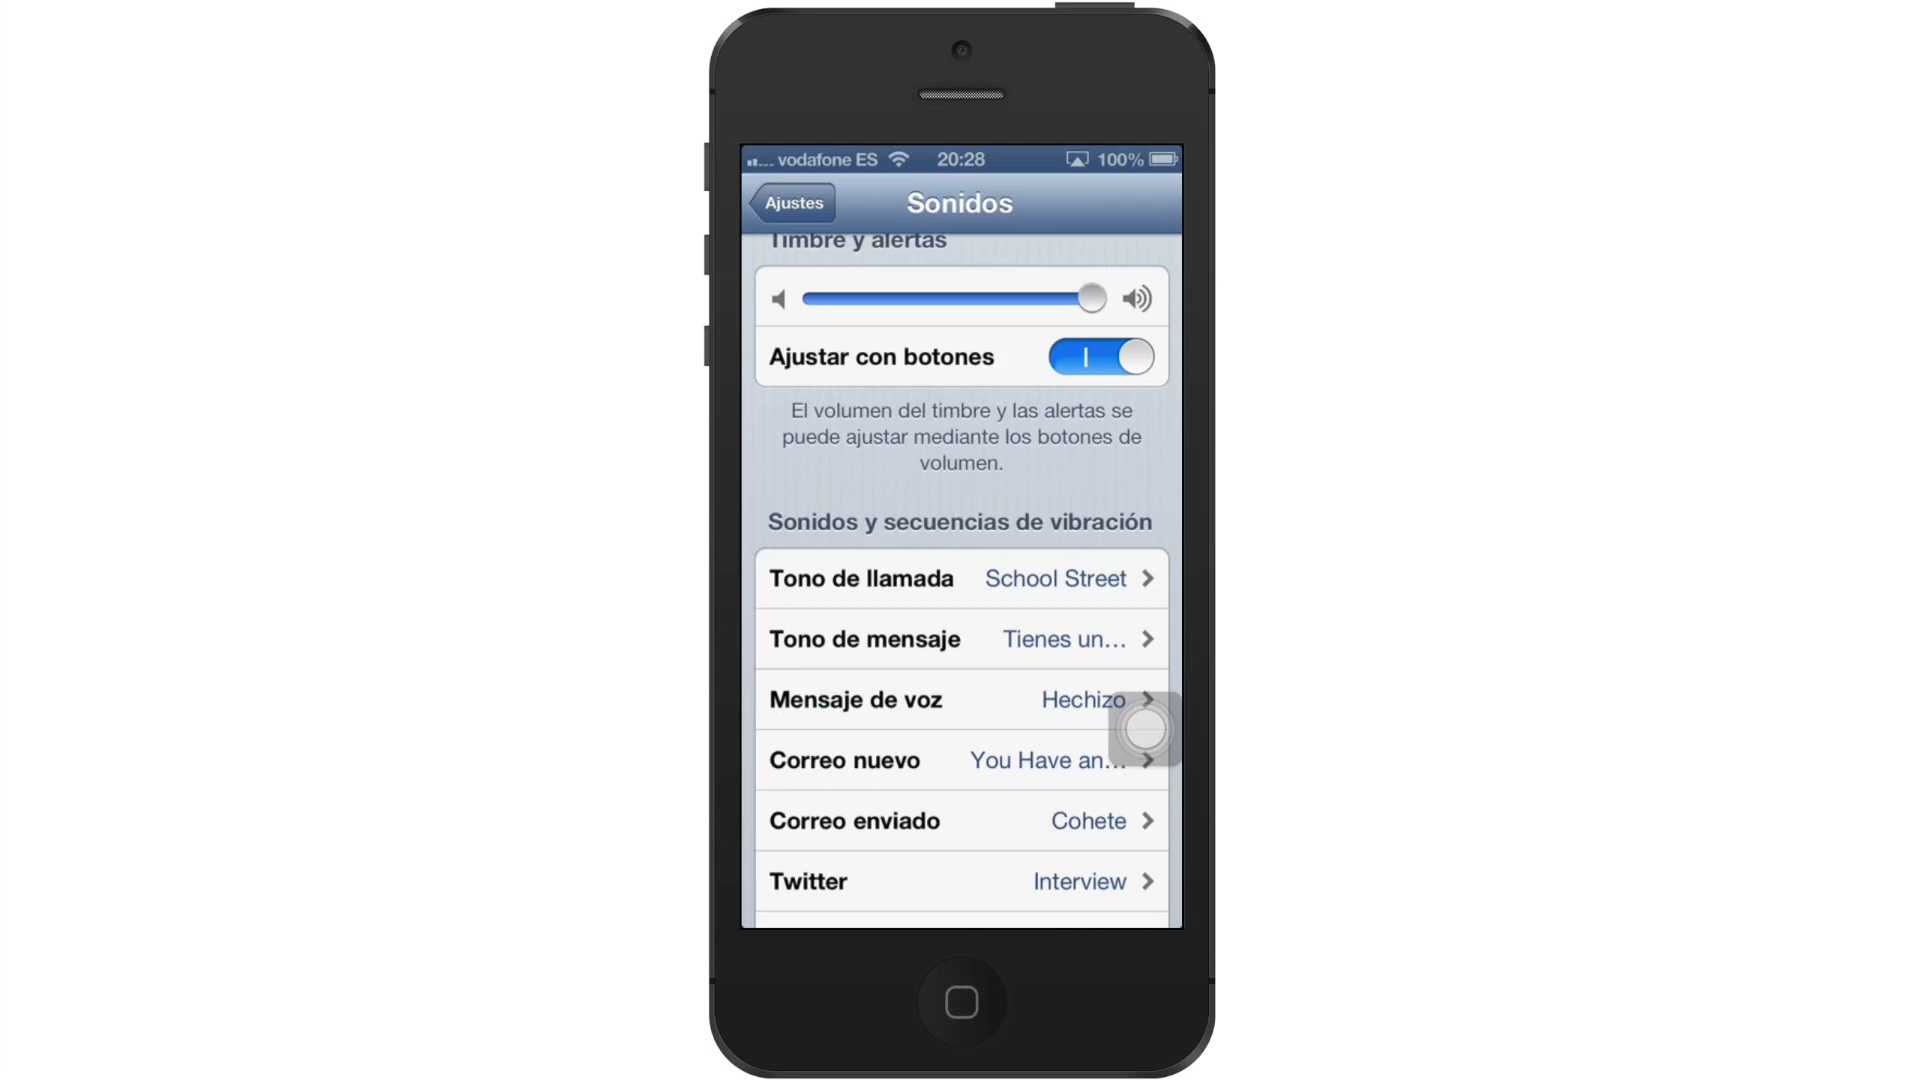 vodafone ES 20:28 100%
Ajustes Sonidos
Timbre y alertas
Ajustar con botones
El volumen del timbre y las alertas se
puede ajustar mediante los botones de
volumen.
Sonidos y secuencias de vibración
Tono de llamada School Street
Tono de mensaje Tienes un...
Mensaje de voz Hechizo
Correo nuevo You Have an...
Correo enviado Cohete
Twitter Interview